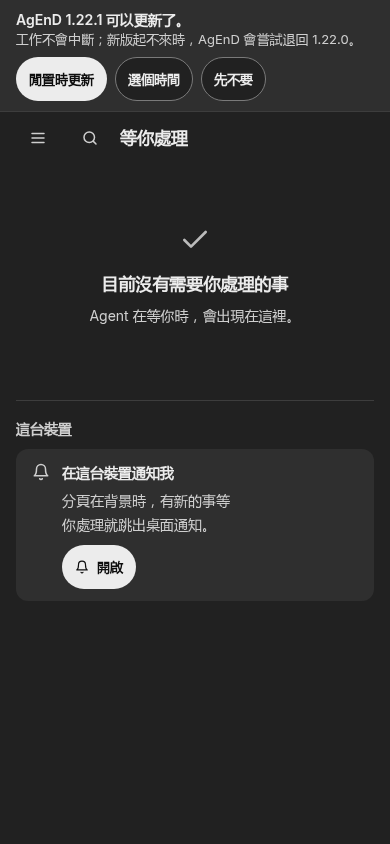 AgEnD 1.22.1 可以更新了。
工作不會中斷；新版起不來時，AgEnD 會嘗試退回 1.22.0。
閒置時更新
選個時間
先不要
等你處理
目前沒有需要你處理的事
Agent 在等你時，會出現在這裡。
這台裝置
在這台裝置通知我
分頁在背景時，有新的事等
你處理就跳出桌面通知。
開啟